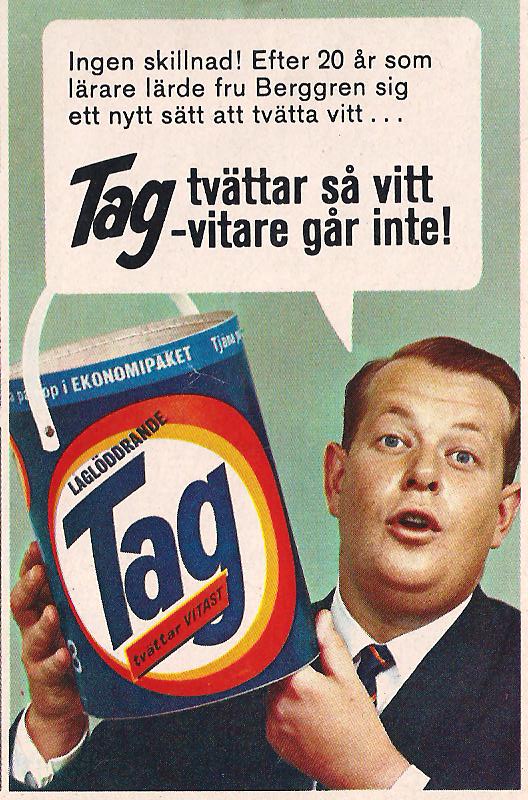 Ingen skillnad! Efter 20 år som
lärare lärde fru Berggren sig
ett nytt sätt att tvätta vitt...
Tag tvättar så vitt
-vitare går inte!
i EKONOMIPAKET
LAGLÖDDRANDE
Tag
tvättar VITAST